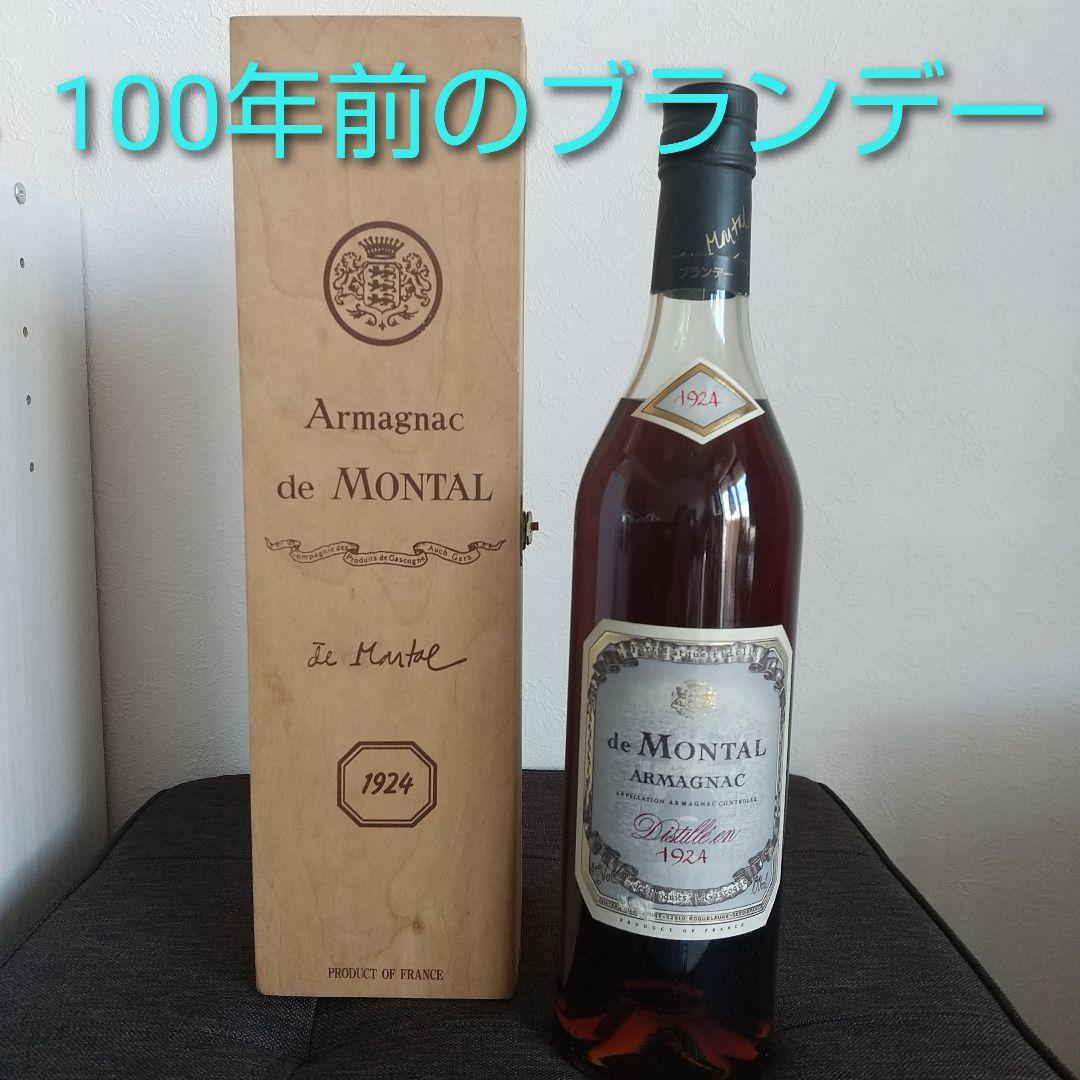 100年前のブランデー
Armagnac
de MONTAL
Compagnie des Produits de Gascogne Auch Gers
de Montal
1924
PRODUCT OF FRANCE
Montal
ブランデー
1924
de MONTAL
ARMAGNAC
APPELLATION ARMAGNAC CONTROLÉE
Distillé en
1924
PRODUCT OF FRANCE